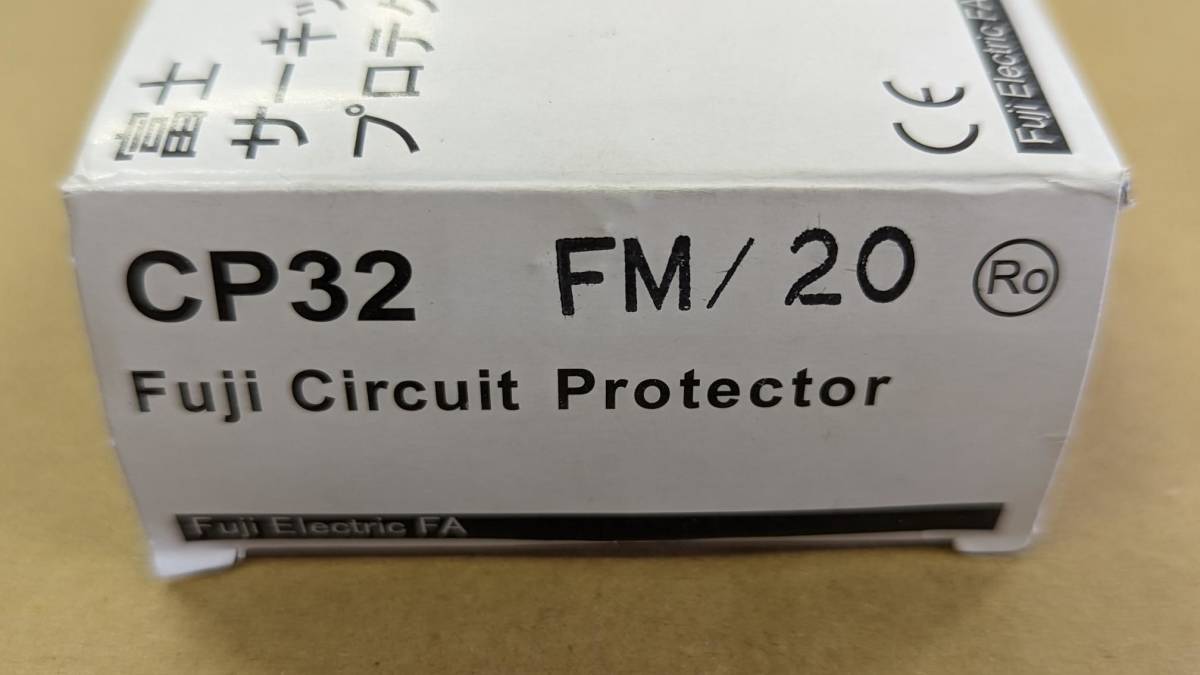 富士
サーキッ
プロテク
CE
Fuji Electric FA
CP32 FM/20 Ro
Fuji Circuit Protector
Fuji Electric FA